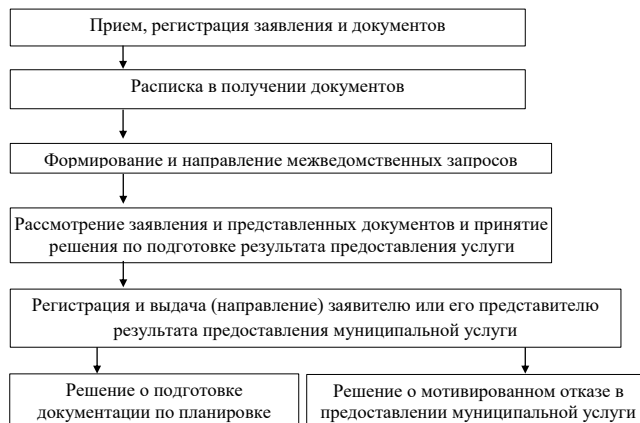 Прием, регистрация заявления и документов
Расписка в получении документов
Формирование и направление межведомственных запросов
Рассмотрение заявления и представленных документов и принятие
решения по подготовке результата предоставления услуги
Регистрация и выдача (направление) заявителю или его представителю
результата предоставления муниципальной услуги
Решение о подготовке
документации по планировке
Решение о мотивированном отказе в
предоставлении муниципальной услуги